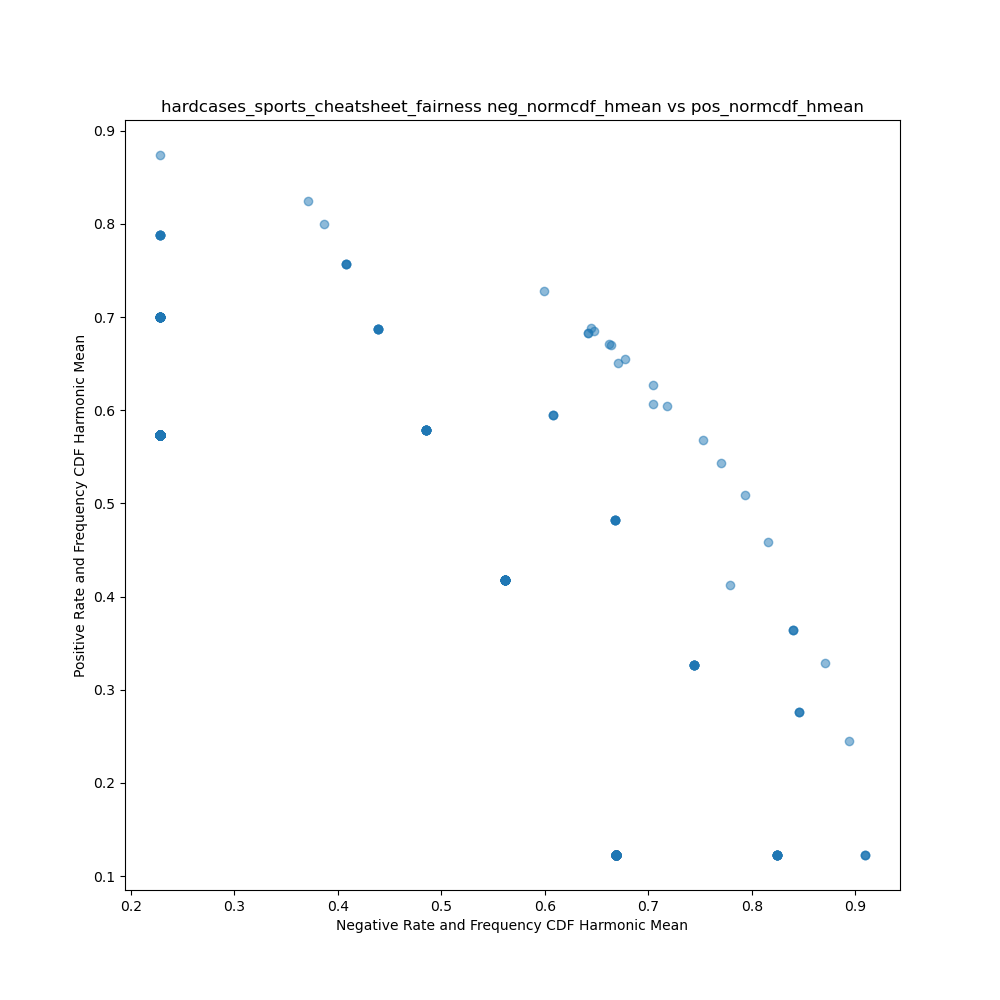 hardcases_sports_cheatsheet_fairness neg_normcdf_hmean vs pos_normcdf_hmean
0.9
0.8
0.7
0.6
0.5
0.4
0.3
0.2
0.1
Positive Rate and Frequency CDF Harmonic Mean
0.2 0.3 0.4 0.5 0.6 0.7 0.8 0.9
Negative Rate and Frequency CDF Harmonic Mean